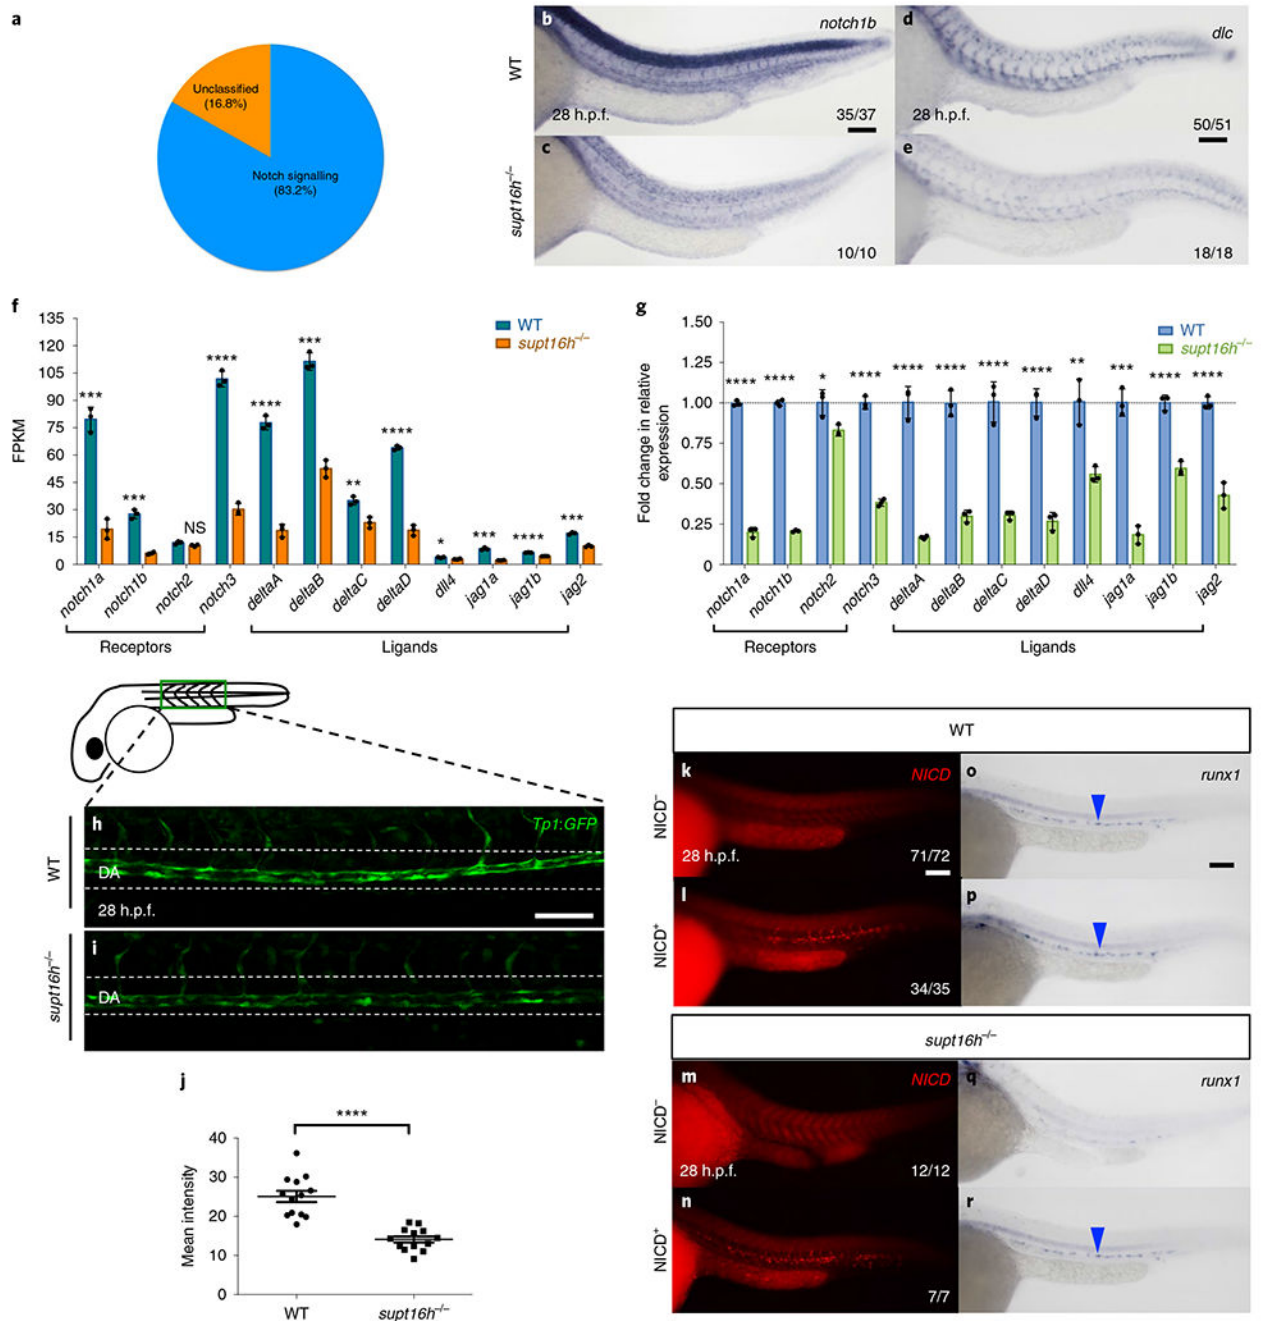 a
Unclassified
(16.8%)
Notch signalling
(83.2%)
b
notch1b
WT
28 h.p.f.
35/37
d
dlc
28 h.p.f.
50/51
c
supt16h–/–
10/10
e
18/18
f
FPKM
135
120
105
90
75
60
45
30
15
0
WT
supt16h–/–
***
***
NS
****
****
***
**
****
*
***
****
***
notch1a
notch1b
notch2
notch3
deltaA
deltaB
deltaC
deltaD
dll4
jag1a
jag1b
jag2
Receptors
Ligands
g
Fold change in relative
expression
1.50
1.25
1.00
0.75
0.50
0.25
0
WT
supt16h–/–
****
****
*
****
****
****
****
****
**
***
****
****
notch1a
notch1b
notch2
notch3
deltaA
deltaB
deltaC
deltaD
dll4
jag1a
jag1b
jag2
Receptors
Ligands
h
Tp1:GFP
WT
DA
28 h.p.f.
i
supt16h–/–
DA
j
****
Mean intensity
40
30
20
10
0
WT
supt16h–/–
WT
k
NICD
NICD–
28 h.p.f.
71/72
o
runx1
l
NICD+
34/35
p
supt16h–/–
m
NICD
NICD–
28 h.p.f.
12/12
q
runx1
n
NICD+
7/7
r